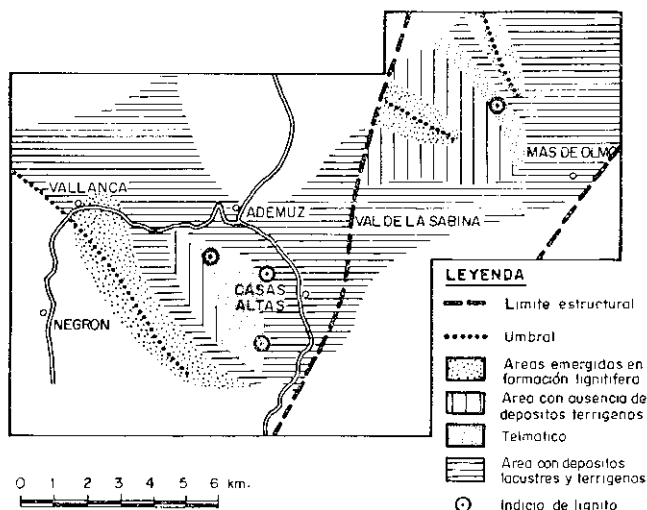 MAS DE OLMO
VALLANCA
ADEMUZ
VAL DE LA SABINA
CASAS
ALTAS
NEGRON
LEYENDA
Limite estructural
Umbral
Areas emergidas en
formación lignitifera
Area con ausencia de
depositos terrigenos
Telmatico
Area con depositos
lacustres y terrigenos
Indicio de lignito
0 1 2 3 4 5 6 km.